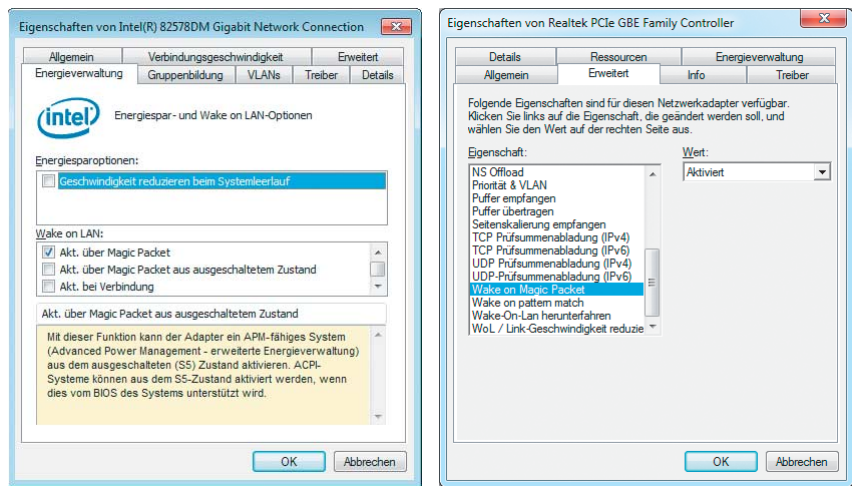 Eigenschaften von Intel(R) 82578DM Gigabit Network Connection
Allgemein
Verbindungsgeschwindigkeit
Erweitert
Energieverwaltung
Gruppenbildung
VLANs
Treiber
Details
intel
Energiespar- und Wake on LAN-Optionen
Energiesparoptionen:
Geschwindigkeit reduzieren beim Systemleerlauf
Wake on LAN:
Akt. über Magic Packet
Akt. über Magic Packet aus ausgeschaltetem Zustand
Akt. bei Verbindung
Akt. über Magic Packet aus ausgeschaltetem Zustand
Mit dieser Funktion kann der Adapter ein APM-fähiges System
(Advanced Power Management - erweiterte Energieverwaltung)
aus dem ausgeschalteten (S5) Zustand aktivieren. ACPI-
Systeme können aus dem S5-Zustand aktiviert werden, wenn
dies vom BIOS des Systems unterstützt wird.
OK
Abbrechen
Eigenschaften von Realtek PCIe GBE Family Controller
Details
Ressourcen
Energieverwaltung
Allgemein
Erweitert
Info
Treiber
Folgende Eigenschaften sind für diesen Netzwerkadapter verfügbar.
Klicken Sie links auf die Eigenschaft, die geändert werden soll, und
wählen Sie den Wert auf der rechten Seite aus.
Eigenschaft:
NS Offload
Priorität & VLAN
Puffer empfangen
Puffer übertragen
Seitenskalierung empfangen
TCP Prüfsummenabladung (IPv4)
TCP Prüfsummenabladung (IPv6)
UDP Prüfsummenabladung (IPv4)
UDP-Prüfsummenabladung (IPv6)
Wake on Magic Packet
Wake on pattern match
Wake-On-Lan herunterfahren
WoL / Link-Geschwindigkeit reduzie
Wert:
Aktiviert
OK
Abbrechen